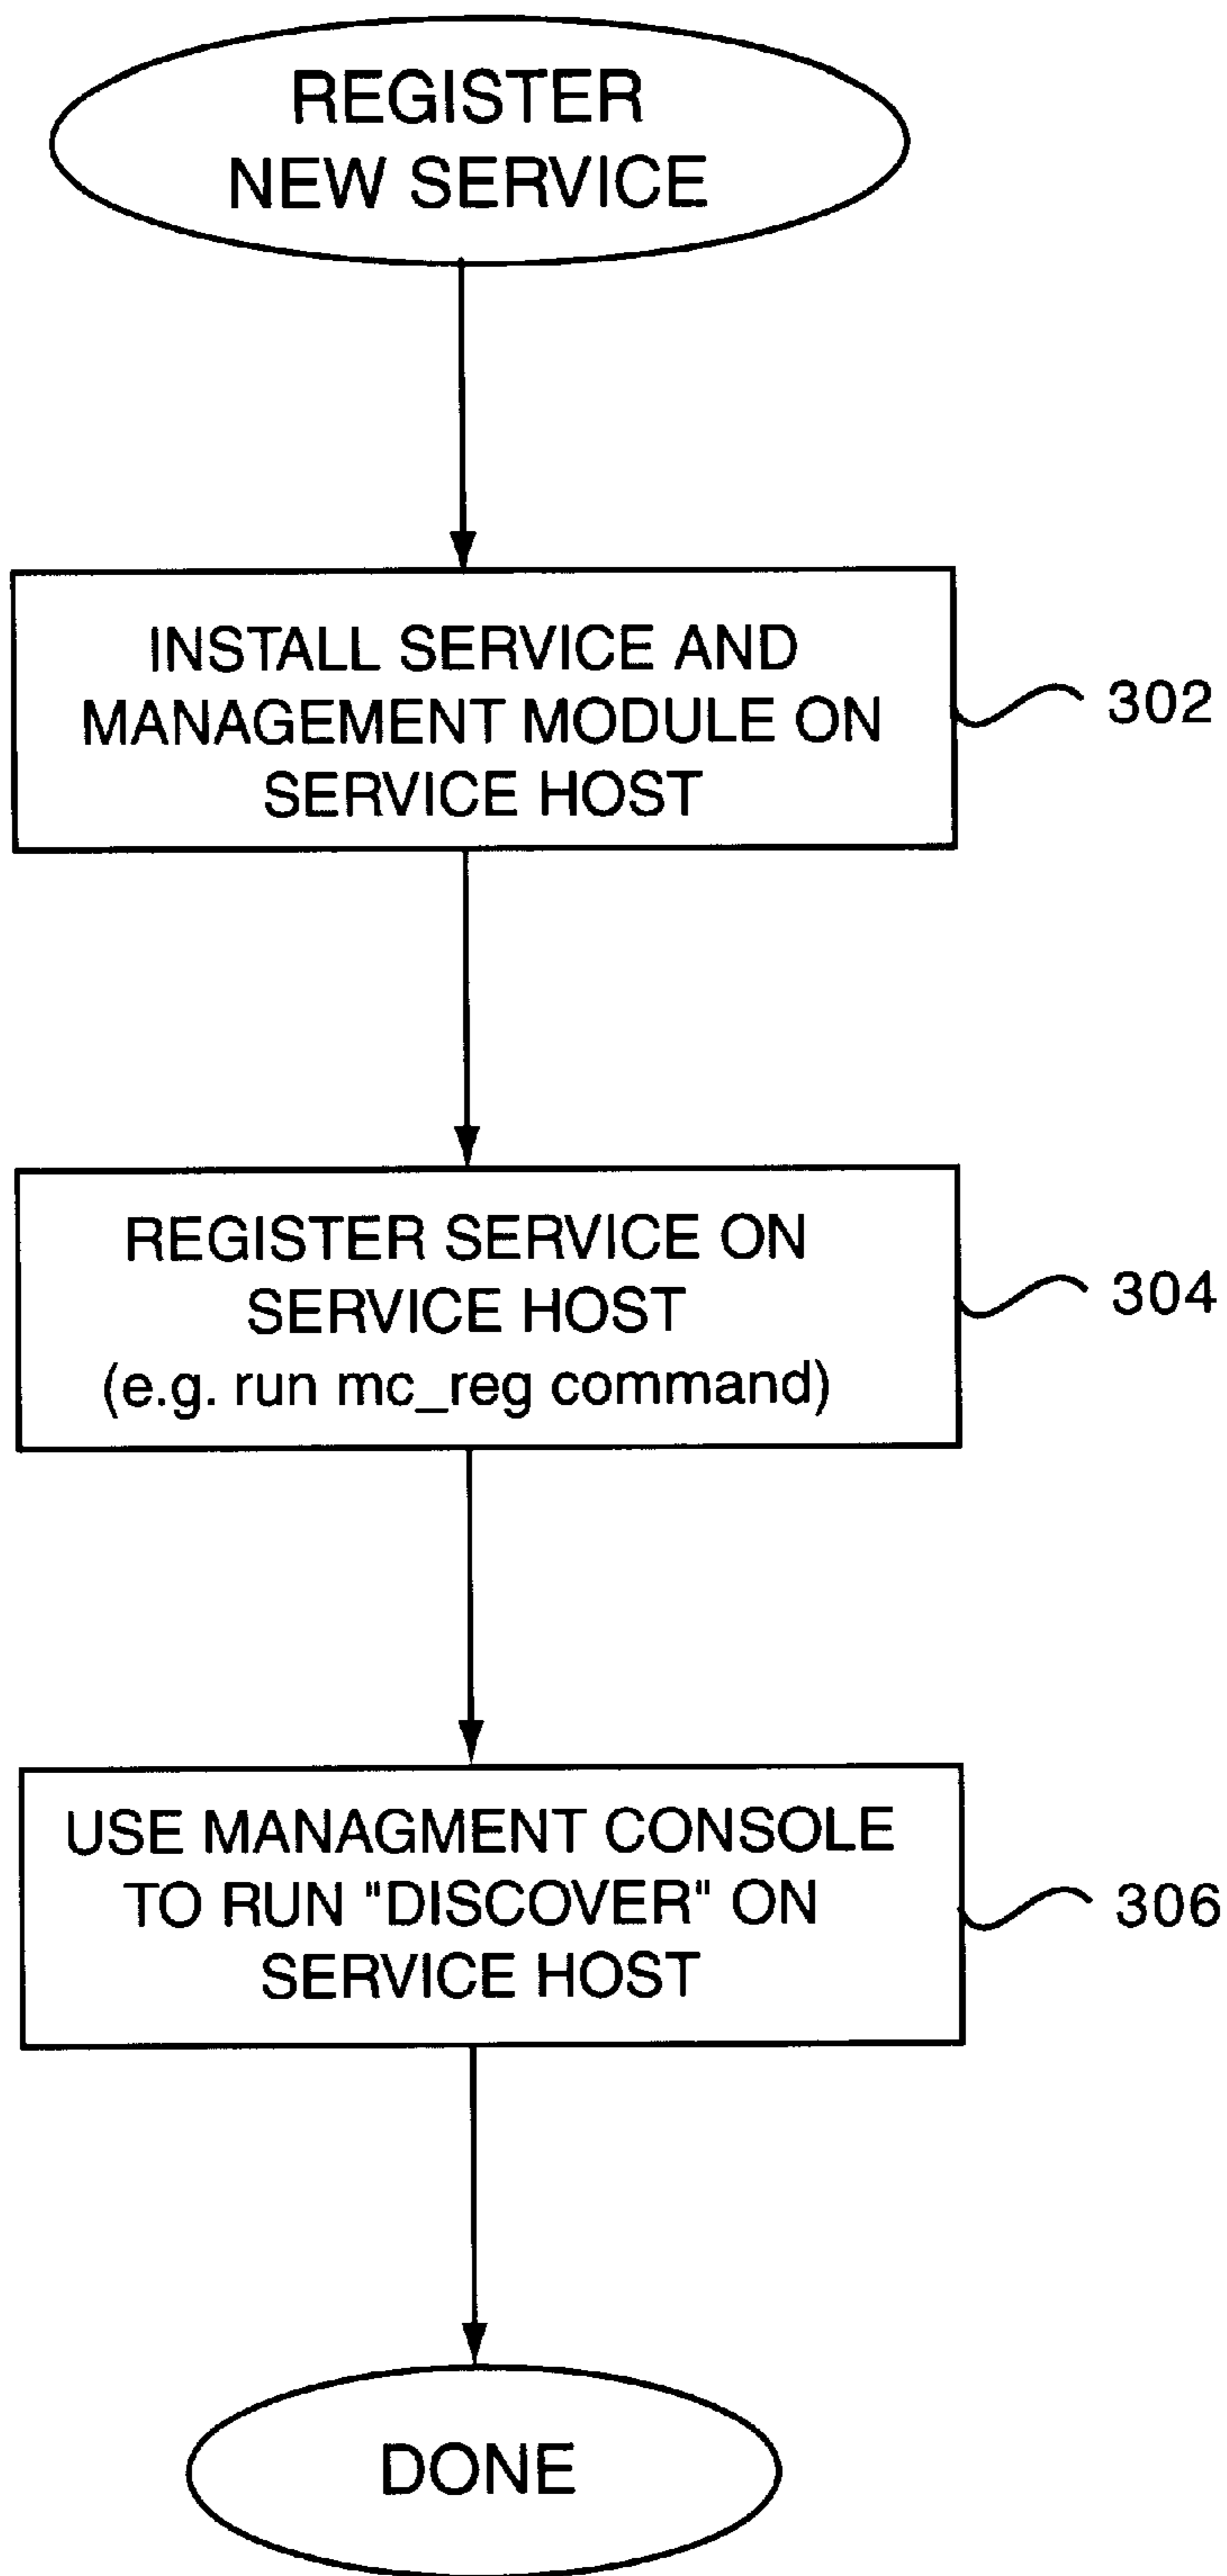 REGISTER
NEW SERVICE
INSTALL SERVICE AND
MANAGEMENT MODULE ON
SERVICE HOST
302
REGISTER SERVICE ON
SERVICE HOST
(e.g. run mc_reg command)
304
USE MANAGMENT CONSOLE
TO RUN "DISCOVER" ON
SERVICE HOST
306
DONE